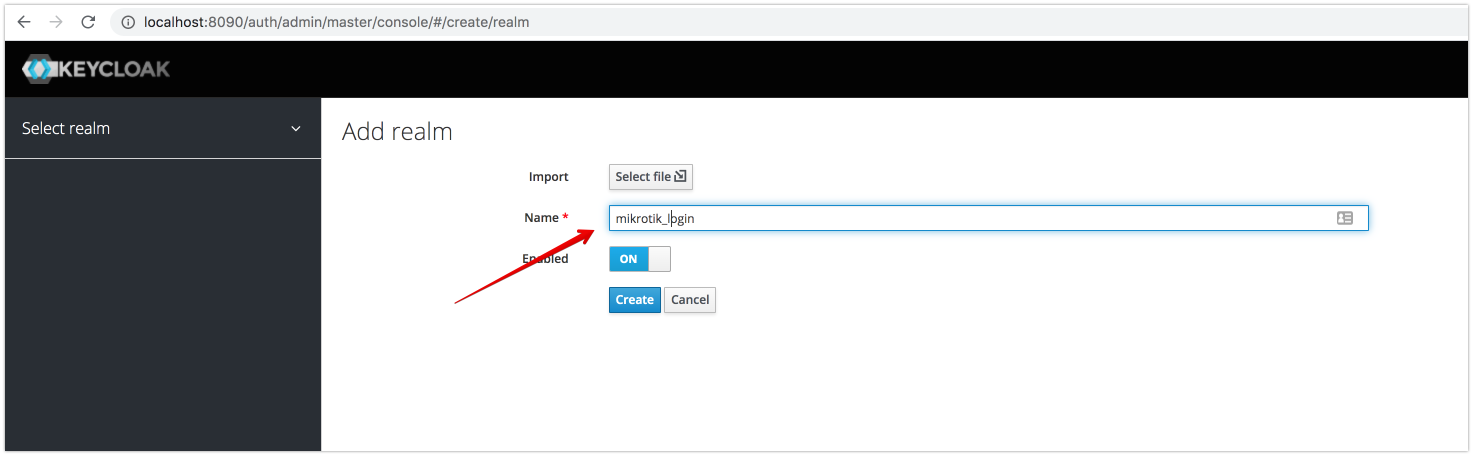 localhost:8090/auth/admin/master/console/#/create/realm
KEYCLOAK
Select realm
Add realm
Import Select file
Name * mikrotik_login
Enabled ON
Create Cancel